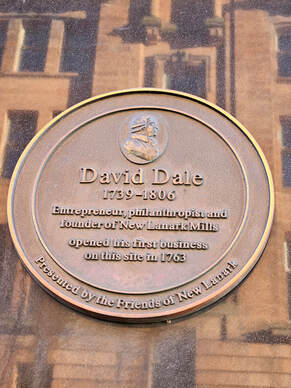 David Dale
1739-1806
Entrepreneur, philanthropist and
founder of New Lanark Mills
opened his first business
on this site in 1763
Presented by the Friends of New Lanark